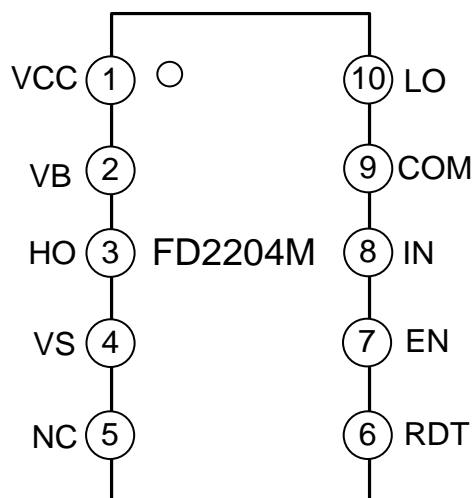 VCC 1 10 LO
VB 2 9 COM
HO 3 FD2204M 8 IN
VS 4 7 EN
NC 5 6 RDT